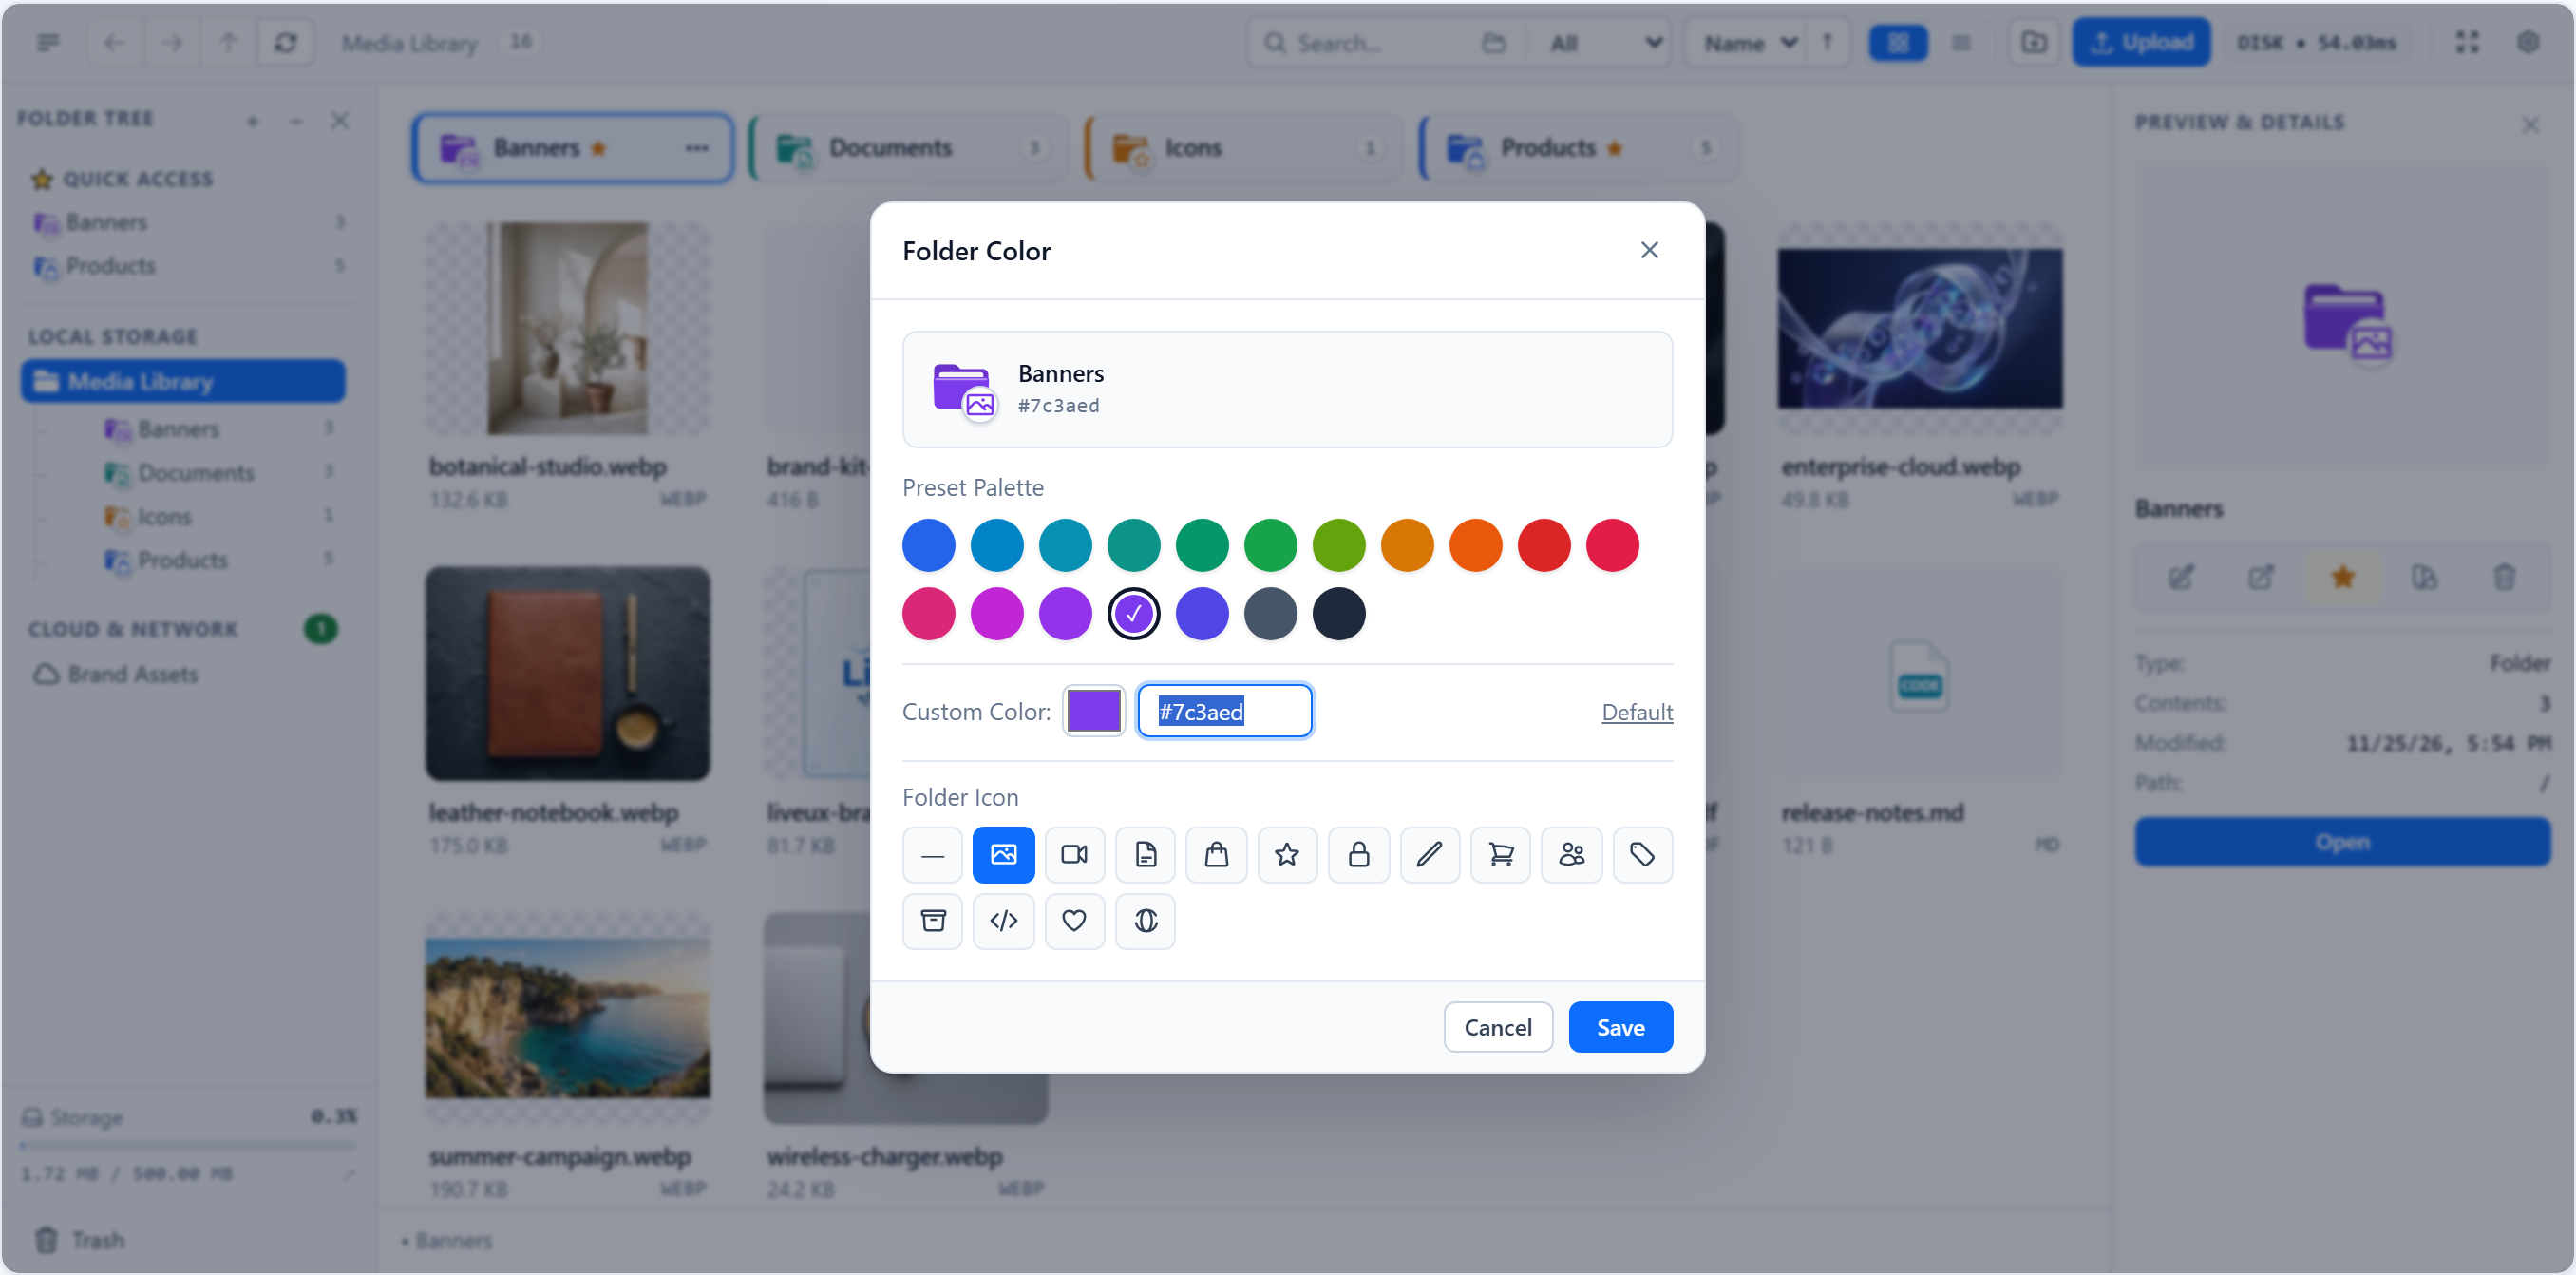 Media Library 16
Search...
All
Name
Upload
DISK • 54.03ms
FOLDER TREE
QUICK ACCESS
Banners 3
Products 5
LOCAL STORAGE
Media Library
Banners 3
Documents 3
Icons 1
Products 5
CLOUD & NETWORK 1
Brand Assets
Storage 0.3%
1.72 MB / 500.00 MB
Trash
Banners
Documents 3
Icons 1
Products 5
botanical-studio.webp
132.6 KB WEBP
brand-kit-
416 B
enterprise-cloud.webp
49.8 KB WEBP
leather-notebook.webp
175.0 KB WEBP
liveux-bra
81.7 KB
CODE
release-notes.md
121 B MD
summer-campaign.webp
190.7 KB WEBP
wireless-charger.webp
24.2 KB WEBP
• Banners
Folder Color
Banners
#7c3aed
Preset Palette
Custom Color: #7c3aed Default
Folder Icon
Cancel Save
PREVIEW & DETAILS
Banners
Type: Folder
Contents: 3
Modified: 11/25/26, 5:54 PM
Path: /
Open